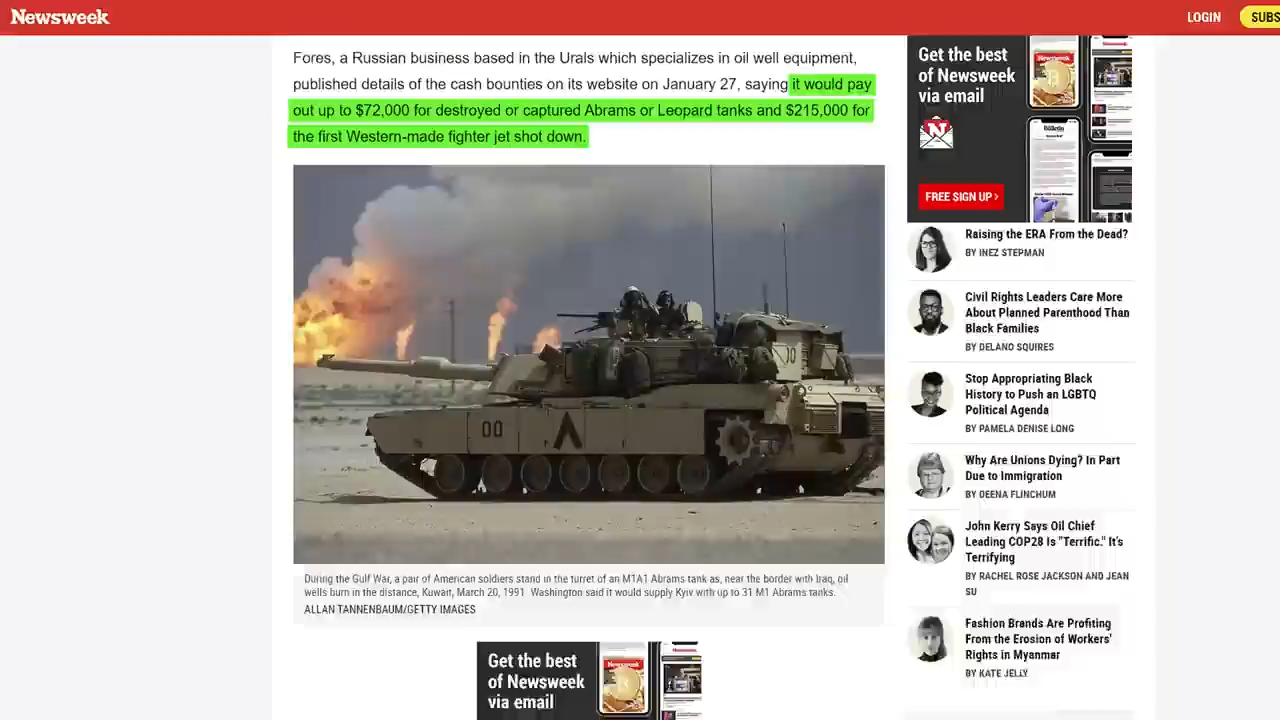 Newsweek
LOGIN
SUBS
Fores, a Russian business based in the Urals which specializes in oil well equipment,
published details of the cash bounties on its website on January 27, saying it would pay
out up to $72,000 to destroy or to capture Abrams or Leopard tanks and $215,000 for
the first Western-made fighter jet shot down.
During the Gulf War, a pair of American soldiers stand in the turret of an M1A1 Abrams tank as, near the border with Iraq, oil
wells burn in the distance, Kuwait, March 20, 1991. Washington said it would supply Kyiv with up to 31 M1 Abrams tanks.
ALLAN TANNENBAUM/GETTY IMAGES
Get the best
of Newsweek
via email
Get the best
of Newsweek
via email
FREE SIGN UP ›
Raising the ERA From the Dead?
BY INEZ STEPMAN
Civil Rights Leaders Care More
About Planned Parenthood Than
Black Families
BY DELANO SQUIRES
Stop Appropriating Black
History to Push an LGBTQ
Political Agenda
BY PAMELA DENISE LONG
Why Are Unions Dying? In Part
Due to Immigration
BY DEENA FLINCHUM
John Kerry Says Oil Chief
Leading COP28 Is "Terrific." It's
Terrifying
BY RACHEL ROSE JACKSON AND JEAN
SU
Fashion Brands Are Profiting
From the Erosion of Workers'
Rights in Myanmar
BY KATE JELLY
00